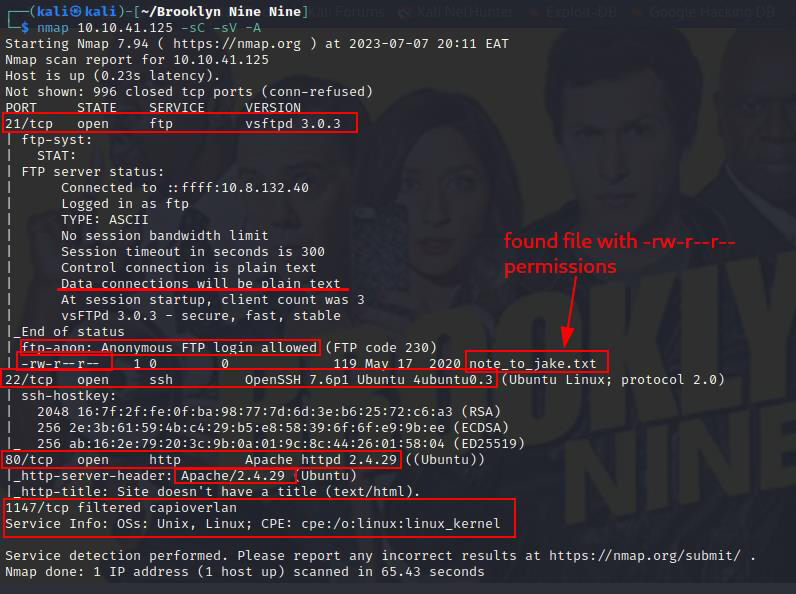 ┌──(kali㉿kali)-[~/Brooklyn Nine Nine]
Kali Forums Kali NetHunter Exploit-DB Google Hacking DB
└─$ nmap 10.10.41.125 -sC -sV -A
Starting Nmap 7.94 ( https://nmap.org ) at 2023-07-07 20:11 EAT
Nmap scan report for 10.10.41.125
Host is up (0.23s latency).
Not shown: 996 closed tcp ports (conn-refused)
PORT     STATE    SERVICE     VERSION
21/tcp   open     ftp         vsftpd 3.0.3
| ftp-syst:
|   STAT:
| FTP server status:
|      Connected to ::ffff:10.8.132.40
|      Logged in as ftp
|      TYPE: ASCII
|      No session bandwidth limit
|      Session timeout in seconds is 300
|      Control connection is plain text
|      Data connections will be plain text
|      At session startup, client count was 3
|      vsFTPd 3.0.3 - secure, fast, stable
|_End of status
found file with -rw-r--r--
permissions
| ftp-anon: Anonymous FTP login allowed (FTP code 230)
|_-rw-r--r--    1 0        0             119 May 17  2020 note_to_jake.txt
22/tcp   open     ssh         OpenSSH 7.6p1 Ubuntu 4ubuntu0.3 (Ubuntu Linux; protocol 2.0)
| ssh-hostkey:
|   2048 16:7f:2f:fe:0f:ba:98:77:7d:6d:3e:b6:25:72:c6:a3 (RSA)
|   256 2e:3b:61:59:4b:c4:29:b5:e8:58:39:6f:6f:e9:9b:ee (ECDSA)
|_  256 ab:16:2e:79:20:3c:9b:0a:01:9c:8c:44:26:01:58:04 (ED25519)
80/tcp   open     http        Apache httpd 2.4.29 ((Ubuntu))
|_http-server-header: Apache/2.4.29 (Ubuntu)
|_http-title: Site doesn't have a title (text/html).
1147/tcp filtered capioverlan
Service Info: OSs: Unix, Linux; CPE: cpe:/o:linux:linux_kernel
Service detection performed. Please report any incorrect results at https://nmap.org/submit/ .
Nmap done: 1 IP address (1 host up) scanned in 65.43 seconds
BROOKLYN
NINE